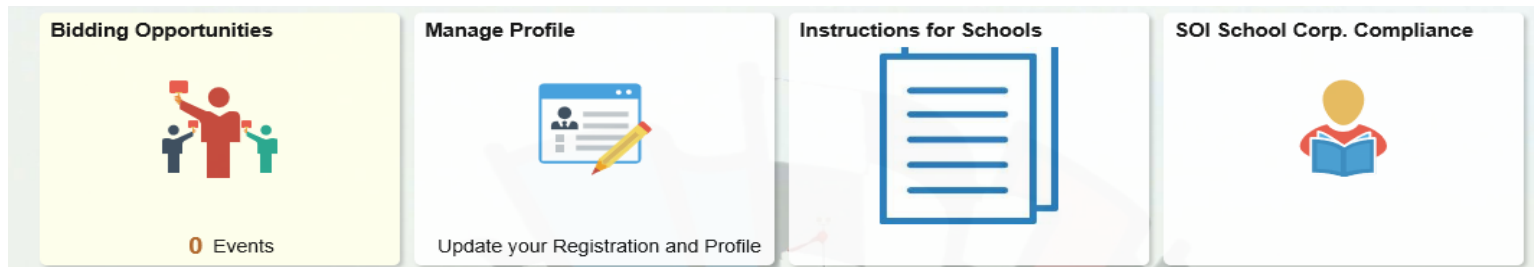 Bidding Opportunities
0 Events
Manage Profile
Update your Registration and Profile
Instructions for Schools
SOI School Corp. Compliance